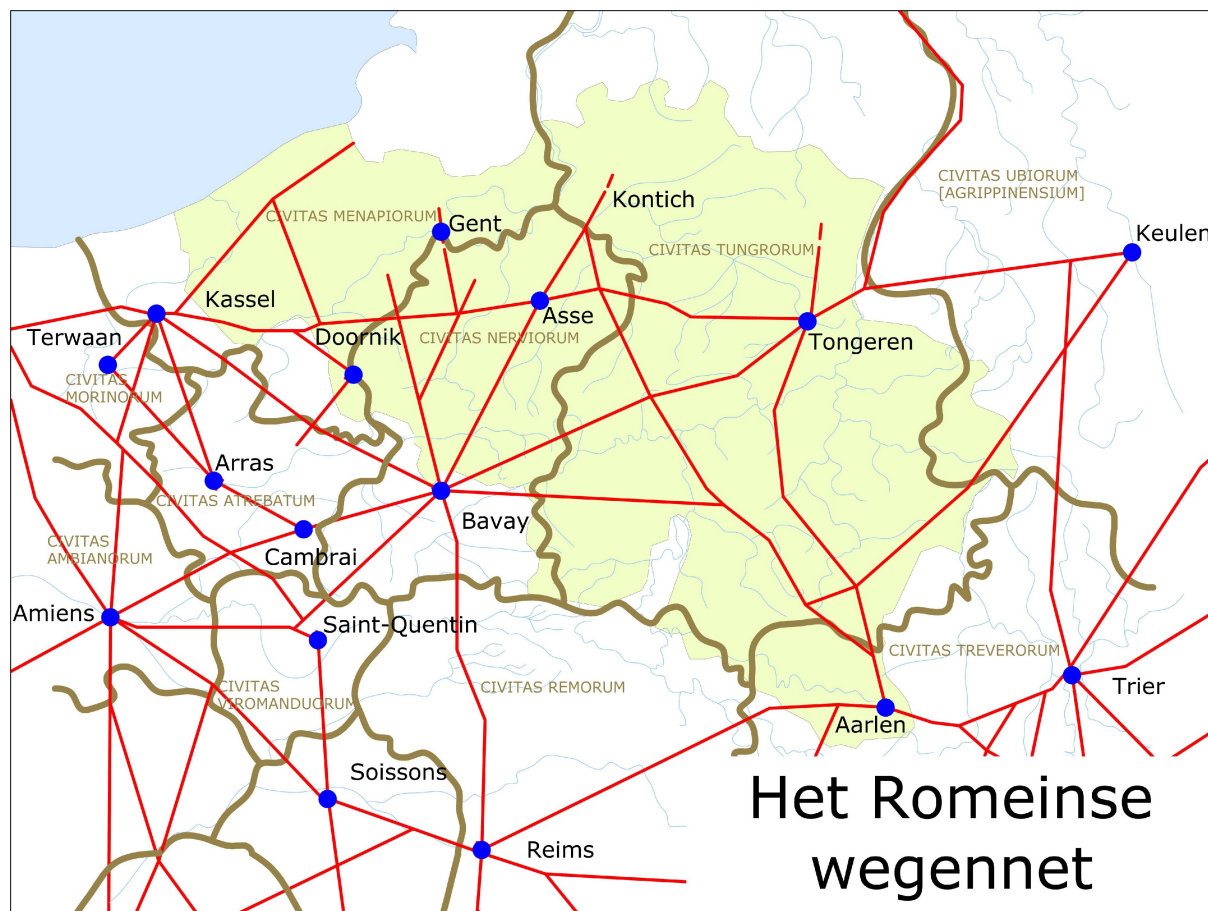 CIVITAS UBIORUM
[AGRIPPINENSIUM]
Kontich
CIVITAS MENAPIORUM
Gent
Keulen
CIVITAS TUNGRORUM
Kassel
Asse
Terwaan
Doornik
CIVITAS NERVIORUM
Tongeren
CIVITAS
MORINORUM
Arras
CIVITAS ATREBATUM
Bavay
CIVITAS
AMBIANORUM
Cambrai
Amiens
Saint-Quentin
CIVITAS TREVERORUM
CIVITAS
VIROMANDUORUM
CIVITAS REMORUM
Trier
Aarlen
Soissons
Reims
Het Romeinse
wegennet